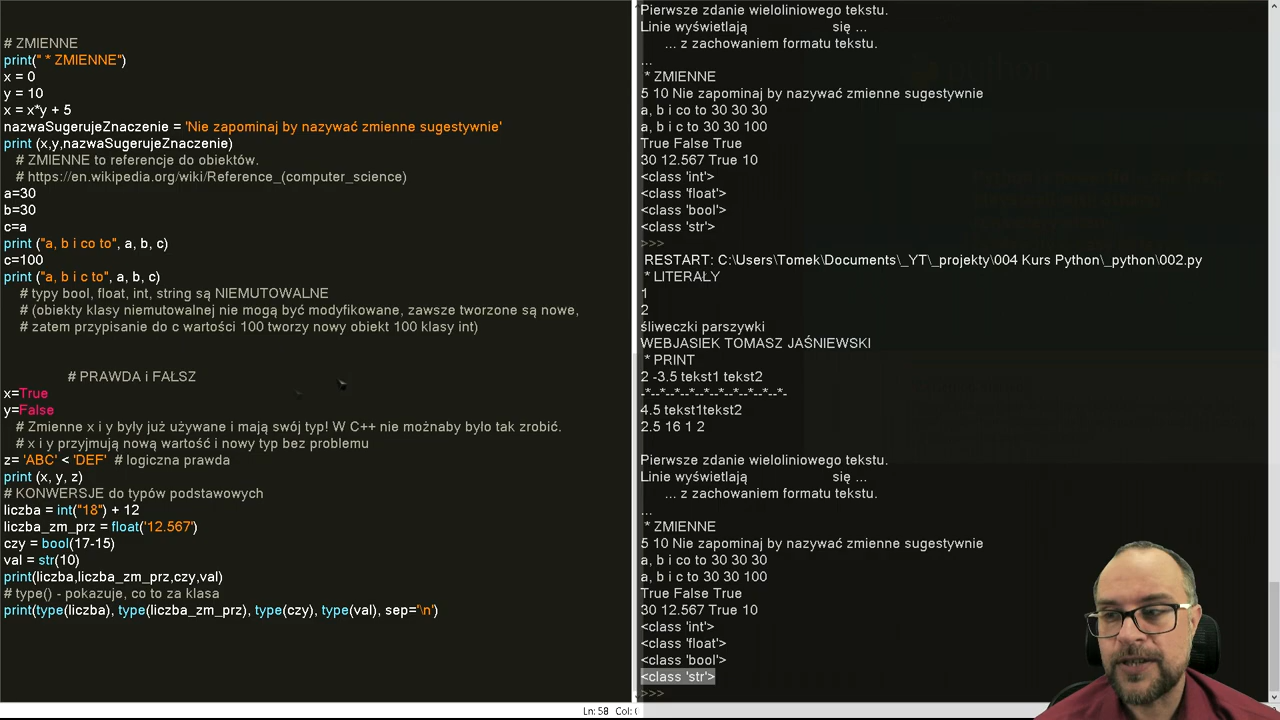 # ZMIENNE
print(" * ZMIENNE")
x = 0
y = 10
x = x*y + 5
nazwaSugerujeZnaczenie = 'Nie zapominaj by nazywać zmienne sugestywnie'
print (x,y,nazwaSugerujeZnaczenie)
# ZMIENNE to referencje do obiektów.
# https://en.wikipedia.org/wiki/Reference_(computer_science)
a=30
b=30
c=a
print ("a, b i co to", a, b, c)
c=100
print ("a, b i c to", a, b, c)
# typy bool, float, int, string są NIEMUTOWALNE
# (obiekty klasy niemutowalnej nie mogą być modyfikowane, zawsze tworzone są nowe,
# zatem przypisanie do c wartości 100 tworzy nowy obiekt 100 klasy int)
# PRAWDA i FAŁSZ
x=True
y=False
# Zmienne x i y były już używane i mają swój typ! W C++ nie możnaby było tak zrobić.
# x i y przyjmują nową wartość i nowy typ bez problemu
z= 'ABC' < 'DEF'  # logiczna prawda
print (x, y, z)
# KONWERSJE do typów podstawowych
liczba = int("18") + 12
liczba_zm_prz = float('12.567')
czy = bool(17-15)
val = str(10)
print(liczba,liczba_zm_prz,czy,val)
# type() - pokazuje, co to za klasa
print(type(liczba), type(liczba_zm_prz), type(czy), type(val), sep='\n')
Ln: 58 Col:
Pierwsze zdanie wieloliniowego tekstu.
Linie wyświetlają się ...
... z zachowaniem formatu tekstu.
...
* ZMIENNE
5 10 Nie zapominaj by nazywać zmienne sugestywnie
a, b i co to 30 30 30
a, b i c to 30 30 100
True False True
30 12.567 True 10
<class 'int'>
<class 'float'>
<class 'bool'>
<class 'str'>
>>>
RESTART: C:\Users\Tomek\Documents\_YT\_projekty\004 Kurs Python\_python\002.py
* LITERAŁY
1
2
śliweczki parszywki
WEBJASIEK TOMASZ JAŚNIEWSKI
* PRINT
2 -3.5 tekst1 tekst2
-*--*--*--*--*--*--*--*--*--*-
4.5 tekst1tekst2
2.5 16 1 2
Pierwsze zdanie wieloliniowego tekstu.
Linie wyświetlają się ...
... z zachowaniem formatu tekstu.
...
* ZMIENNE
5 10 Nie zapominaj by nazywać zmienne sugestywnie
a, b i co to 30 30 30
a, b i c to 30 30 100
True False True
30 12.567 True 10
<class 'int'>
<class 'float'>
<class 'bool'>
<class 'str'>
>>>